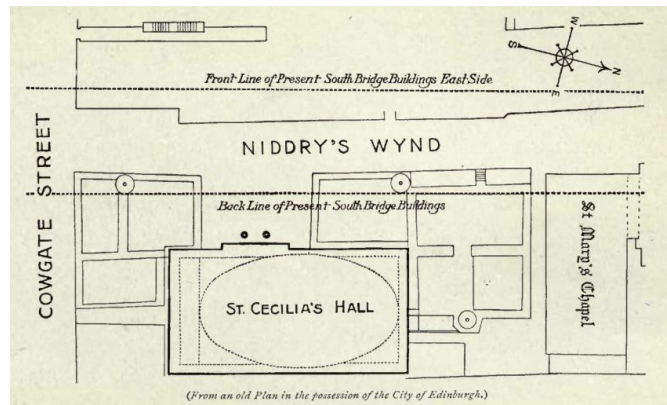 W
S
N
E
Front Line of Present South Bridge Buildings East Side
NIDDRY'S WYND
COWGATE STREET
Back Line of Present South Bridge Buildings
St Mary's Chapel
ST. CECILIA'S HALL
(From an old Plan in the possession of the City of Edinburgh.)